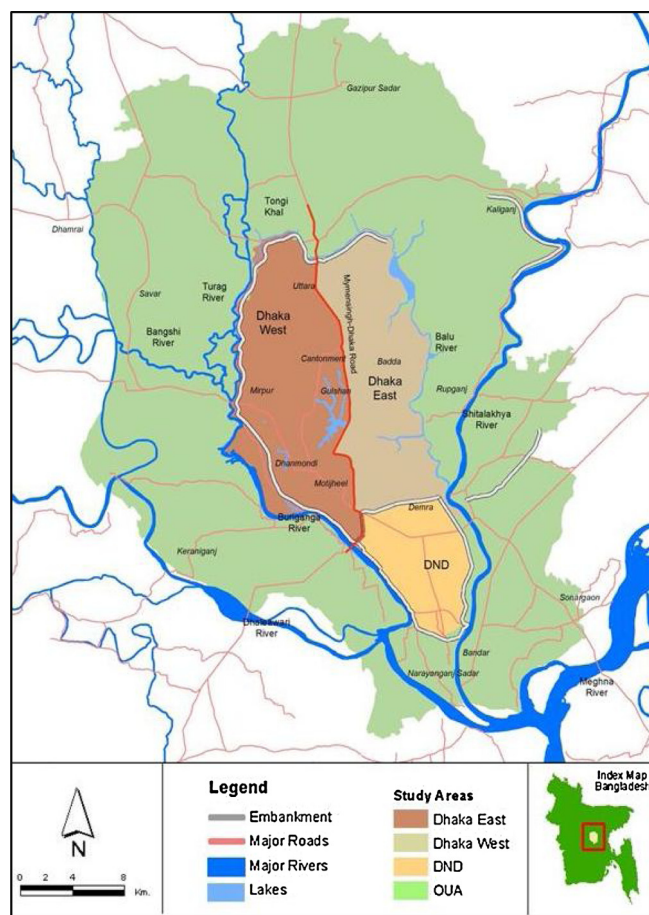 Gazipur Sadar
Tongi
Khal
Kaliganj
Dhamrai
Savar
Turag
River
Uttara
Dhaka
West
Mymensingh-Dhaka Road
Bangshi
River
Balu
River
Cantonment
Badda
Mirpur
Gulshan
Dhaka
East
Rupganj
Shitalakhya
River
Dhanmondi
Motijheel
Demra
Buriganga
River
Keraniganj
DND
Sonargaon
Dhaleswari
River
Bandar
Narayanganj Sadar
Meghna
River
N
0 2 4 8
Km.
Legend
Embankment
Major Roads
Major Rivers
Lakes
Study Areas
Dhaka East
Dhaka West
DND
OUA
Index Map
Bangladesh